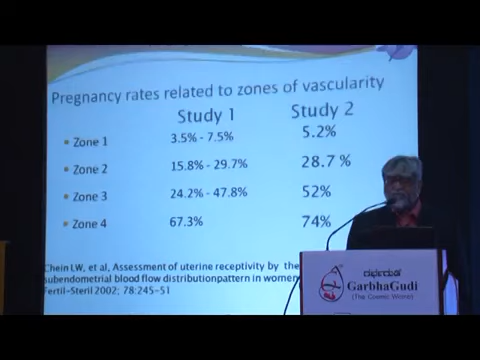 Pregnancy rates related to zones of vascularity
Study 1 Study 2
Zone 1 3.5% - 7.5% 5.2%
Zone 2 15.8% - 29.7% 28.7 %
Zone 3 24.2% - 47.8% 52%
Zone 4 67.3% 74%
Chein LW, et al, Assessment of uterine receptivity by the
subendometrial blood flow distributionpattern in women
Fertil-Steril 2002; 78:245-51
ಗರ್ಭಗುಡಿ
GarbhaGudi
(The Cosmic Womb)